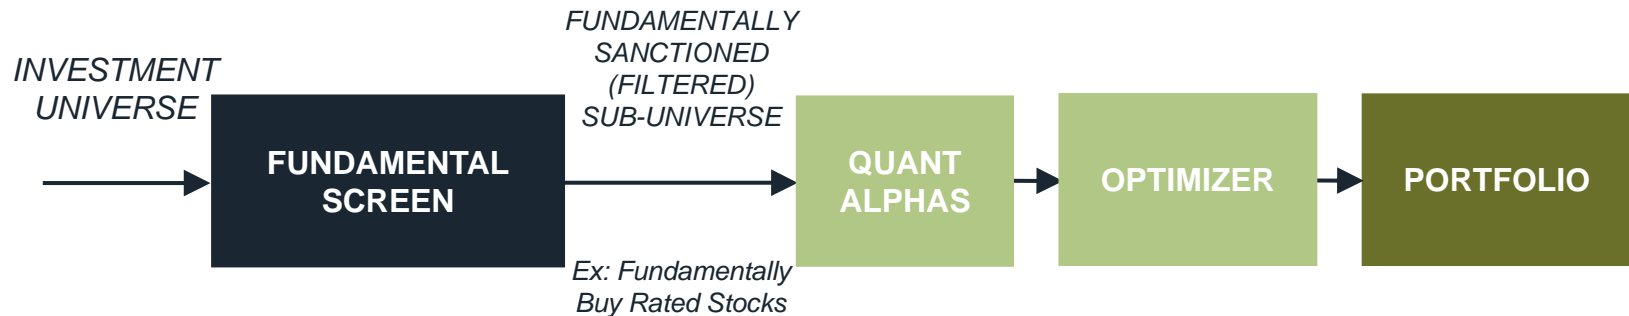 INVESTMENT
UNIVERSE
FUNDAMENTAL
SCREEN
FUNDAMENTALLY
SANCTIONED
(FILTERED)
SUB-UNIVERSE
Ex: Fundamentally
Buy Rated Stocks
QUANT
ALPHAS
OPTIMIZER
PORTFOLIO